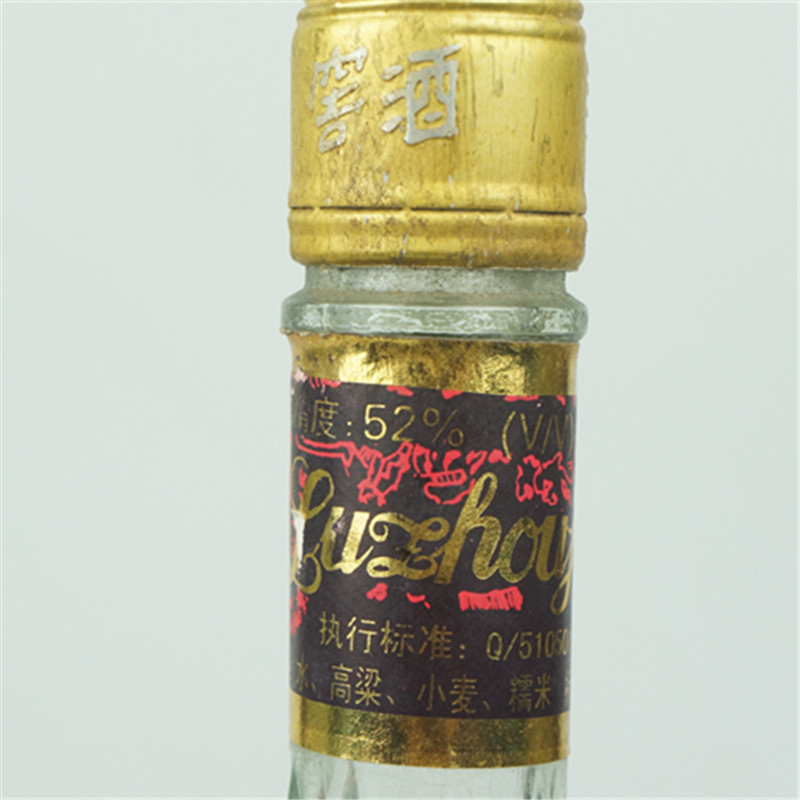 窖酒
度:52% (V/V)
Luzhou
执行标准: Q/51050
水、高粱、小麦、糯米